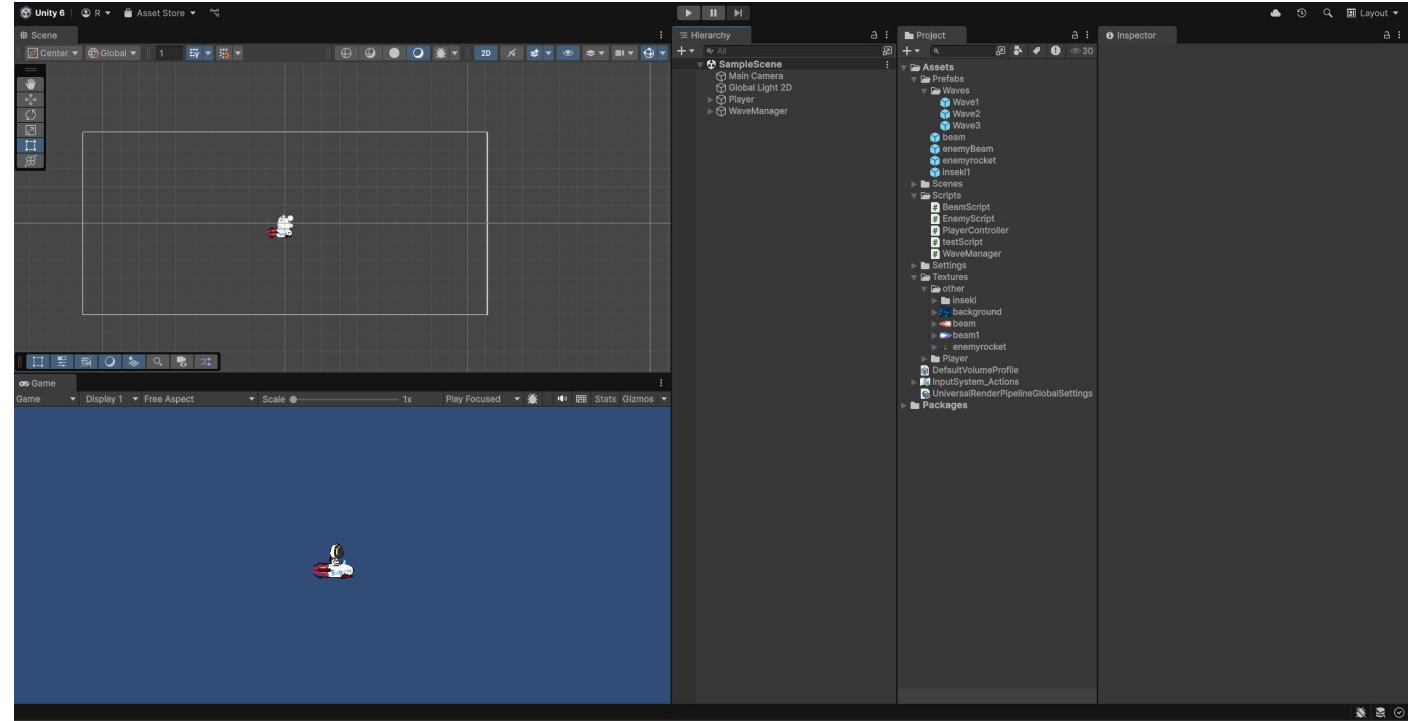 Unity 6 R Asset Store Layout
Scene
Center Global 1 2D
Game
Game Display 1 Free Aspect Scale 1x Play Focused Stats Gizmos
Hierarchy
All
SampleScene
Main Camera
Global Light 2D
Player
WaveManager
Project
30
Assets
Prefabs
Waves
Wave1
Wave2
Wave3
beam
enemyBeam
enemyrocket
inseki1
Scenes
Scripts
BeamScript
EnemyScript
PlayerController
testScript
WaveManager
Settings
Textures
other
inseki
background
beam
beam1
enemyrocket
Player
DefaultVolumeProfile
InputSystem_Actions
UniversalRenderPipelineGlobalSettings
Packages
Inspector